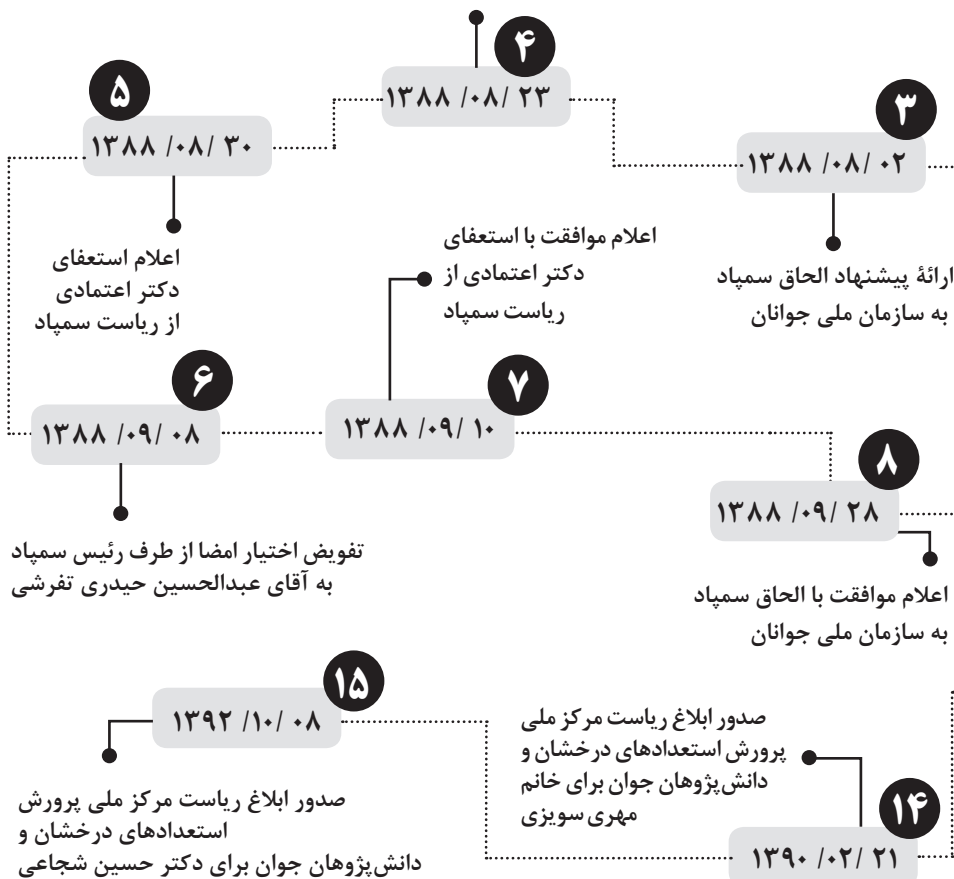 ۳
۱۳۸۸ /۰۸/ ۰۲
ارائهٔ پیشنهاد الحاق سمپاد
به سازمان ملی جوانان
۴
۱۳۸۸ /۰۸/ ۲۳
۵
۱۳۸۸ /۰۸/ ۳۰
اعلام استعفای
دکتر اعتمادی
از ریاست سمپاد
۶
۱۳۸۸ /۰۹/ ۰۸
تفویض اختیار امضا از طرف رئیس سمپاد
به آقای عبدالحسین حیدری تفرشی
اعلام موافقت با استعفای
دکتر اعتمادی از
ریاست سمپاد
۷
۱۳۸۸ /۰۹/ ۱۰
۸
۱۳۸۸ /۰۹/ ۲۸
اعلام موافقت با الحاق سمپاد
به سازمان ملی جوانان
صدور ابلاغ ریاست مرکز ملی
پرورش استعدادهای درخشان و
دانش‌پژوهان جوان برای خانم
مهری سویزی
۱۴
۱۳۹۰ /۰۲/ ۲۱
۱۵
۱۳۹۲ /۱۰/ ۰۸
صدور ابلاغ ریاست مرکز ملی پرورش
استعدادهای درخشان و
دانش‌پژوهان جوان برای دکتر حسین شجاعی